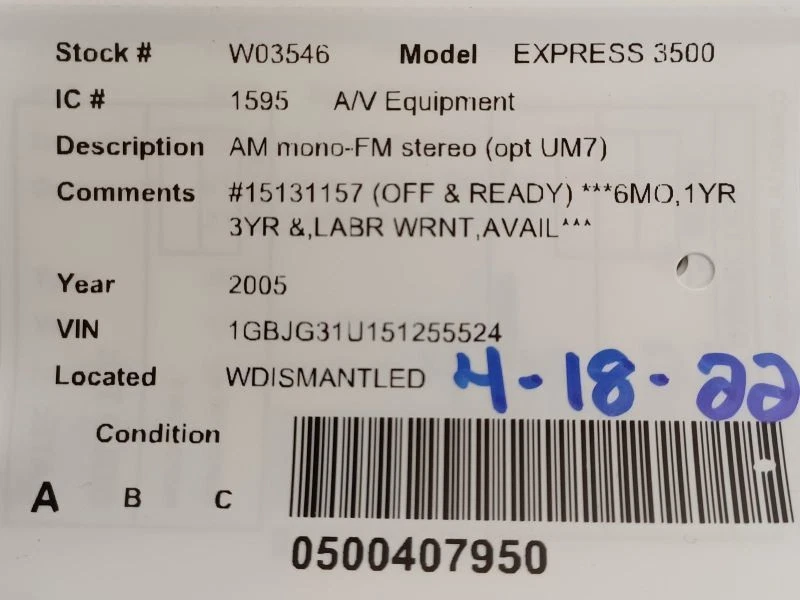 Stock # W03546 Model EXPRESS 3500
IC # 1595 A/V Equipment
Description AM mono-FM stereo (opt UM7)
Comments #15131157 (OFF & READY) ***6MO,1YR
3YR &,LABR WRNT,AVAIL***
Year 2005
VIN 1GBJG31U151255524
Located WDISMANTLED 4-18-22
Condition
A B C
0500407950